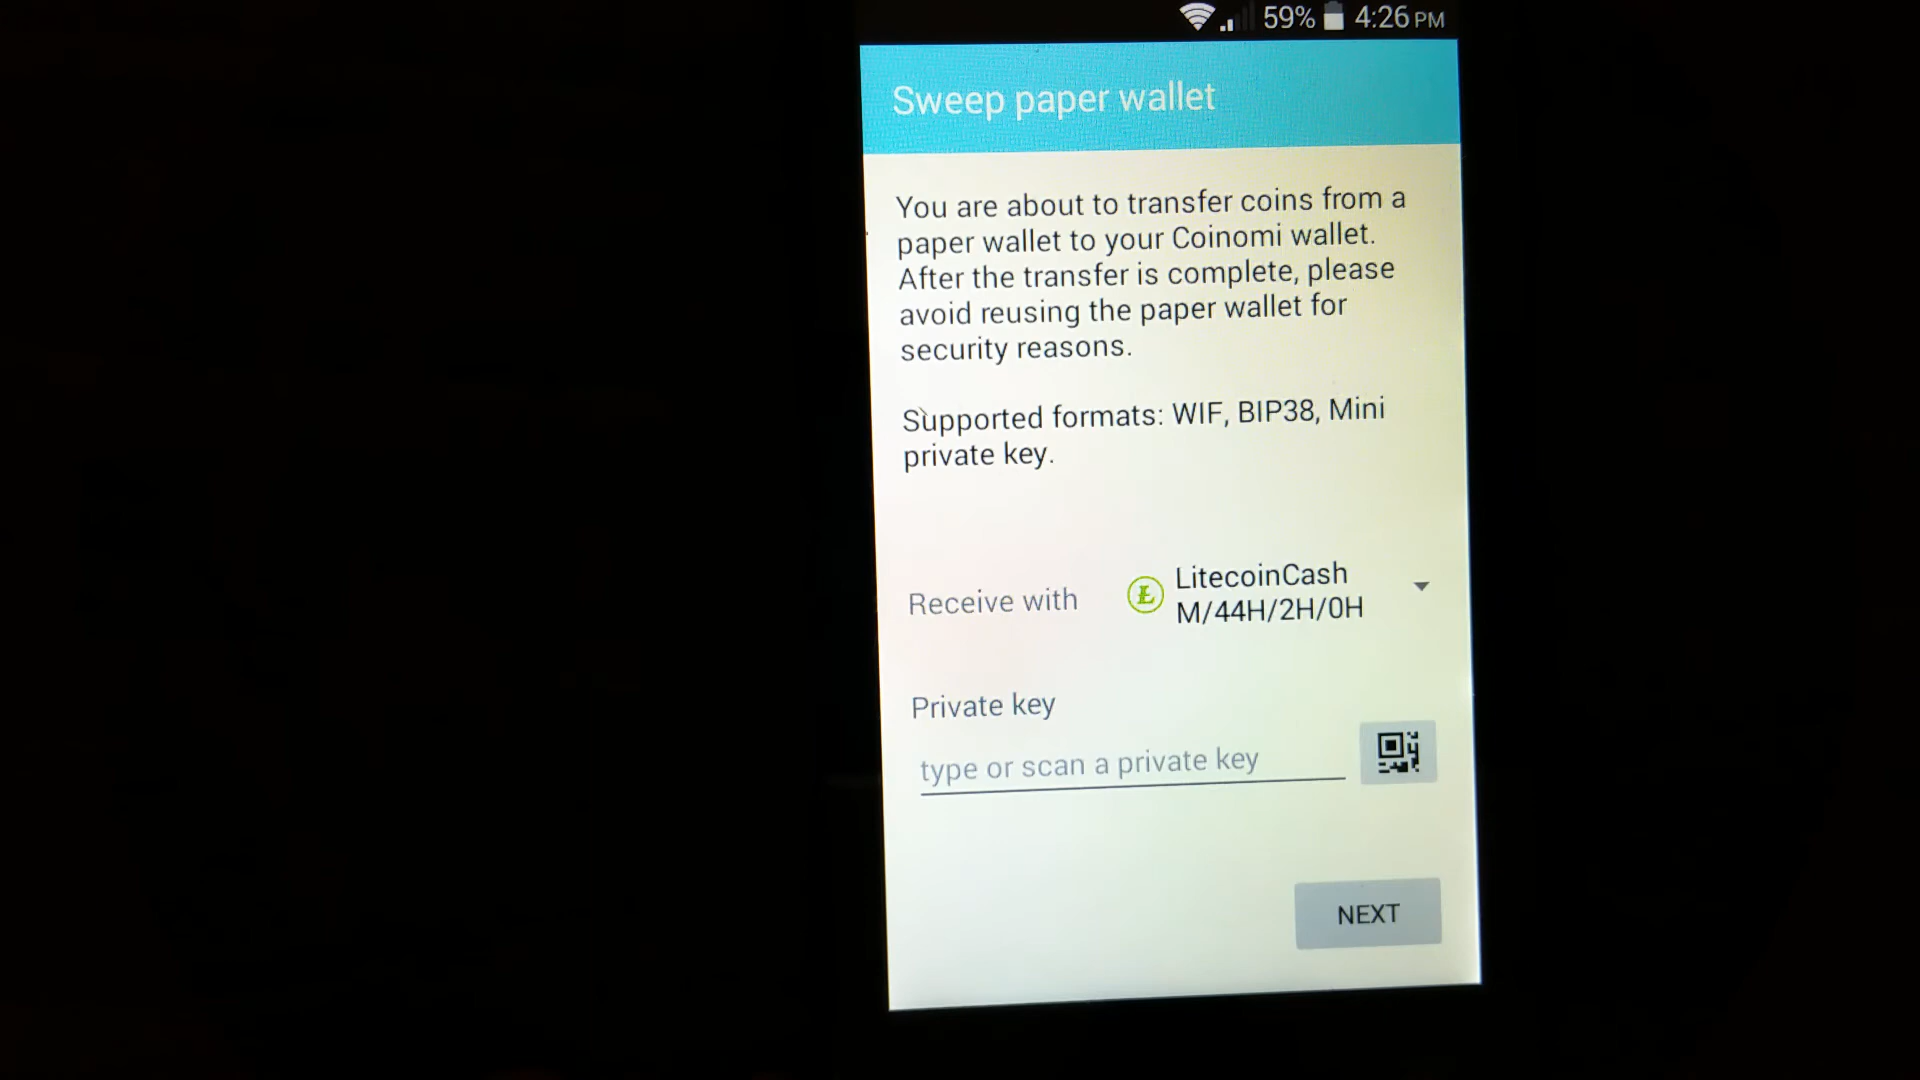 59% 4:26 PM
Sweep paper wallet
You are about to transfer coins from a
paper wallet to your Coinomi wallet.
After the transfer is complete, please
avoid reusing the paper wallet for
security reasons.
Supported formats: WIF, BIP38, Mini
private key.
LitecoinCash
Receive with
M/44H/2H/0H
Private key
type or scan a private key
NEXT